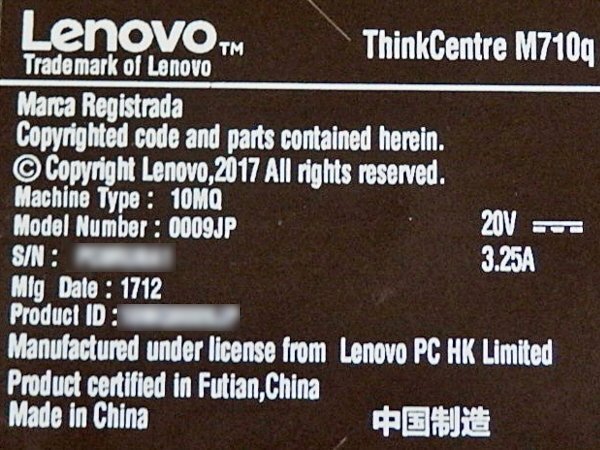 Lenovo™
Trademark of Lenovo
ThinkCentre M710q
Marca Registrada
Copyrighted code and parts contained herein.
© Copyright Lenovo,2017 All rights reserved.
Machine Type : 10MQ
Model Number : 0009JP
20V ⎓
S/N :
3.25A
Mfg Date : 1712
Product ID :
Manufactured under license from Lenovo PC HK Limited
Product certified in Futian,China
Made in China
中国制造